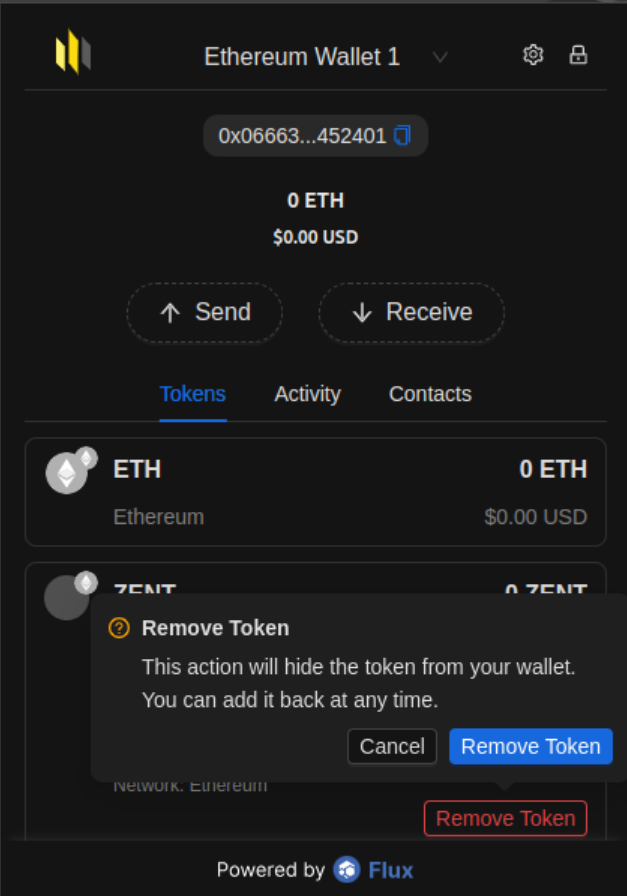 Ethereum Wallet 1
0x06663...452401
0 ETH
$0.00 USD
Send
Receive
Tokens
Activity
Contacts
ETH
0 ETH
Ethereum
$0.00 USD
ZENT
0 ZENT
Remove Token
This action will hide the token from your wallet.
You can add it back at any time.
Cancel
Remove Token
Network: Ethereum
Remove Token
Powered by Flux